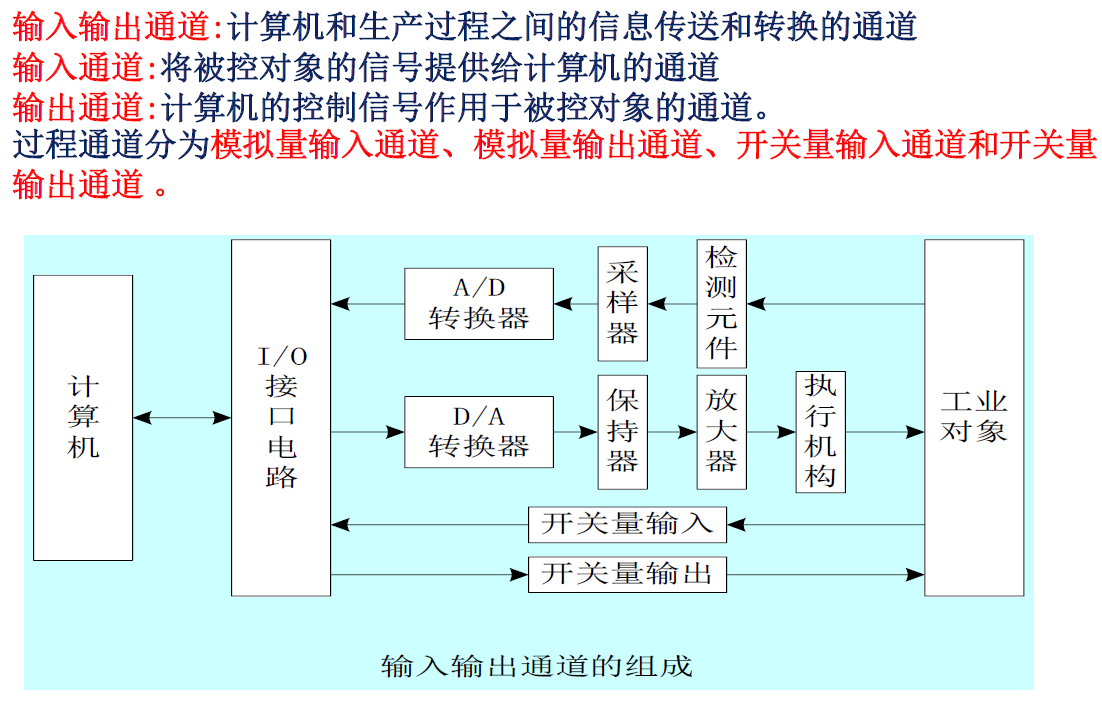 输入输出通道:计算机和生产过程之间的信息传送和转换的通道
输入通道:将被控对象的信号提供给计算机的通道
输出通道:计算机的控制信号作用于被控对象的通道。
过程通道分为模拟量输入通道、模拟量输出通道、开关量输入通道和开关量
输出通道 。
计算机
I/O
接口电路
A/D
转换器
采样器
检测元件
D/A
转换器
保持器
放大器
执行机构
工业
对象
开关量输入
开关量输出
输入输出通道的组成